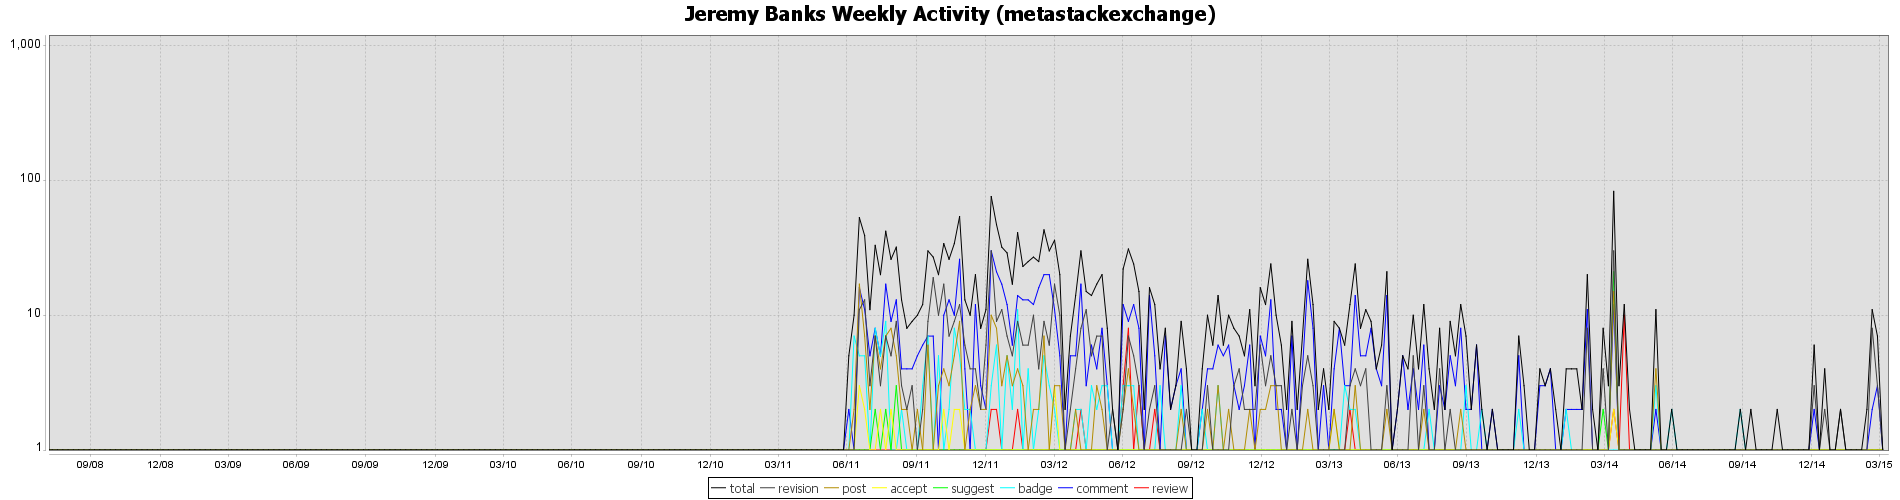 Jeremy Banks Weekly Activity (metastackexchange)
1,000
100
10
1
09/08 12/08 03/09 06/09 09/09 12/09 03/10 06/10 09/10 12/10 03/11 06/11 09/11 12/11 03/12 06/12 09/12 12/12 03/13 06/13 09/13 12/13 03/14 06/14 09/14 12/14 03/15
total revision post accept suggest badge comment review